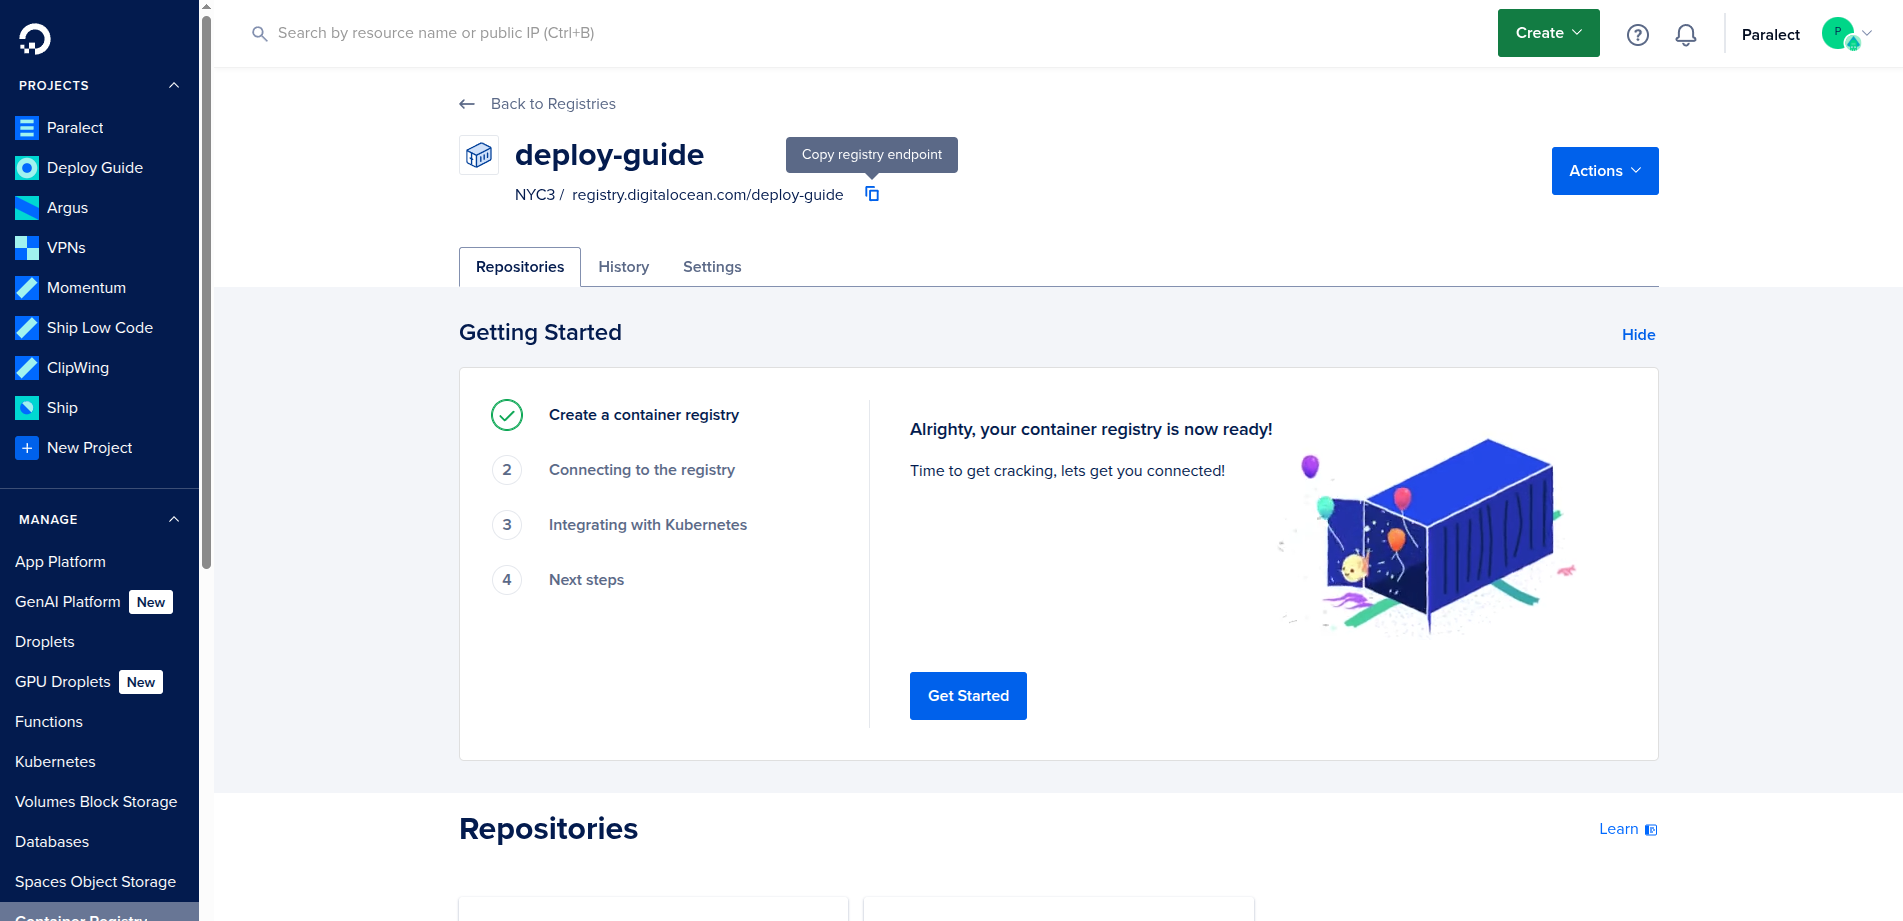 Search by resource name or public IP (Ctrl+B)
Create
?
Paralect
P
PROJECTS
Paralect
Deploy Guide
Argus
VPNs
Momentum
Ship Low Code
ClipWing
Ship
+ New Project
MANAGE
App Platform
GenAI Platform New
Droplets
GPU Droplets New
Functions
Kubernetes
Volumes Block Storage
Databases
Spaces Object Storage
Container Registry
Back to Registries
deploy-guide
Copy registry endpoint
NYC3 / registry.digitalocean.com/deploy-guide
Actions
Repositories History Settings
Getting Started
Hide
Create a container registry
2 Connecting to the registry
3 Integrating with Kubernetes
4 Next steps
Alrighty, your container registry is now ready!
Time to get cracking, lets get you connected!
Get Started
Repositories
Learn